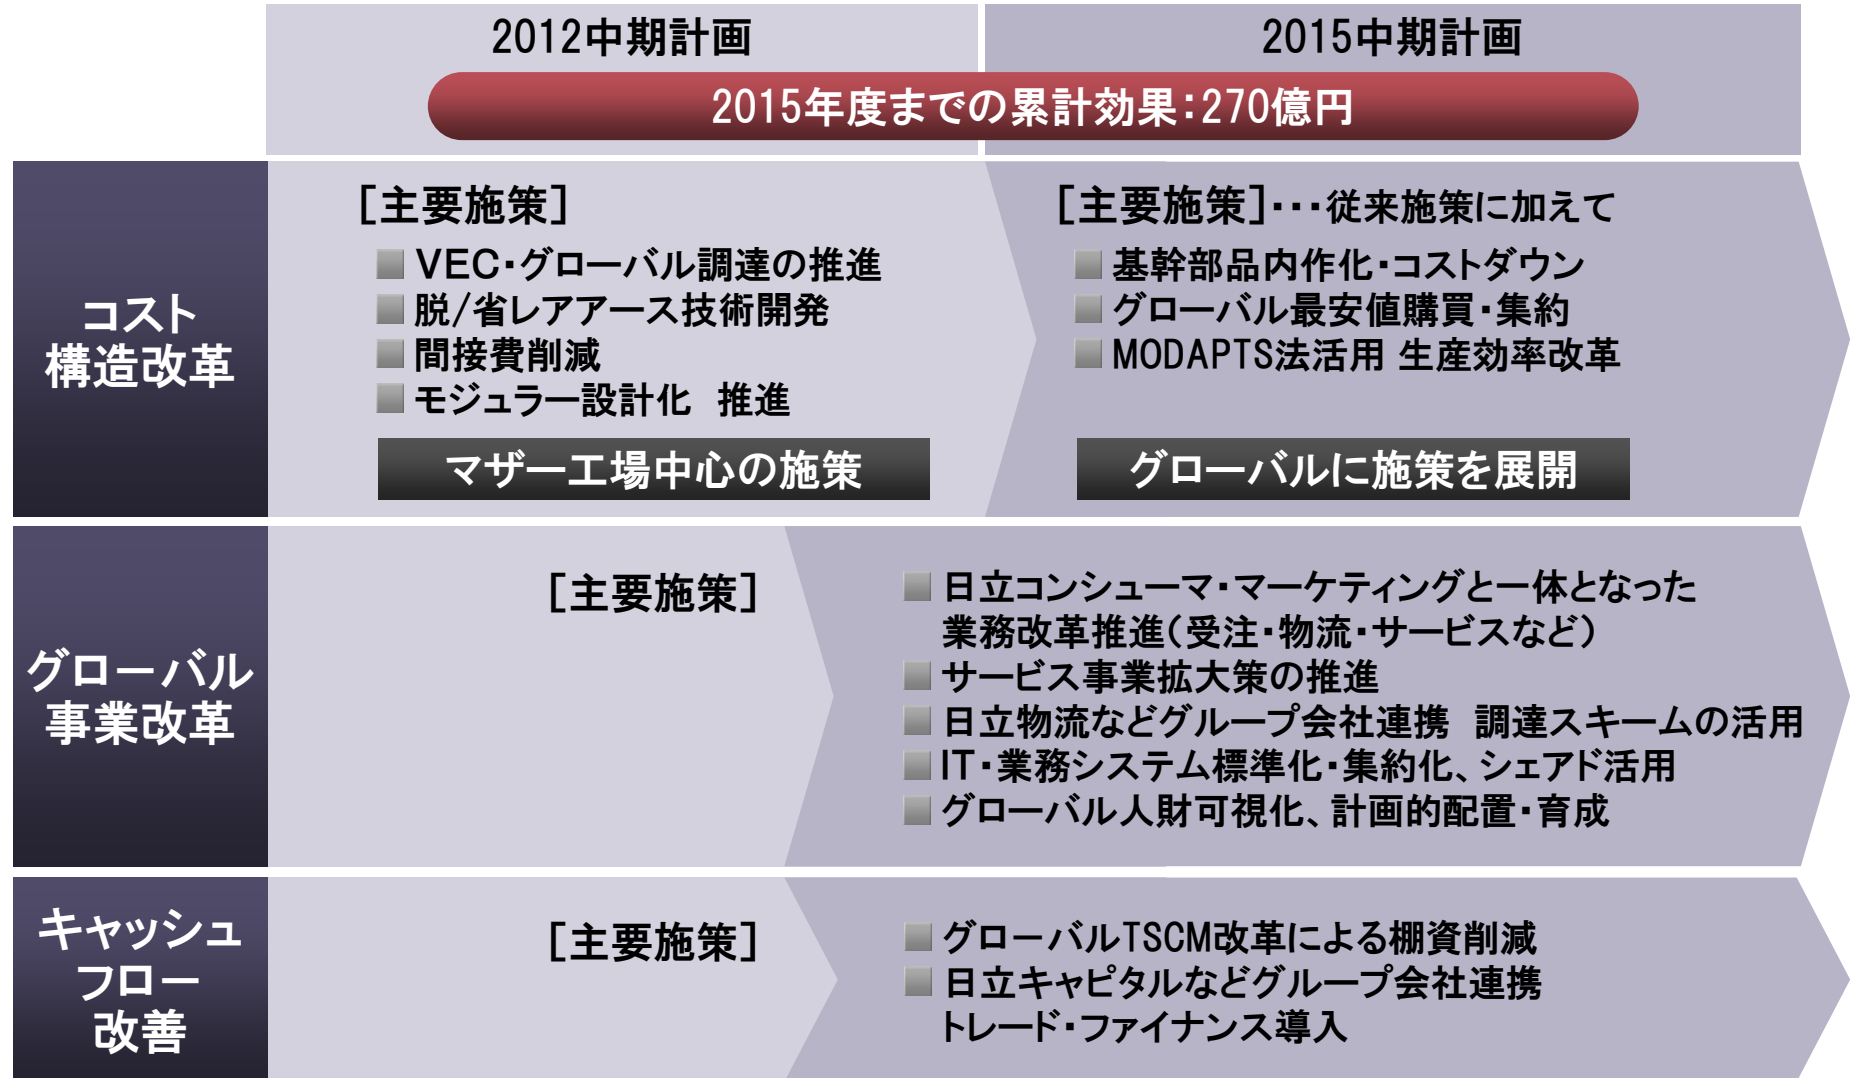 2012中期計画
2015中期計画
2015年度までの累計効果：270億円
コスト
構造改革
［主要施策］
VEC・グローバル調達の推進
脱/省レアアース技術開発
間接費削減
モジュラー設計化　推進
マザー工場中心の施策
［主要施策］・・・従来施策に加えて
基幹部品内作化・コストダウン
グローバル最安値購買・集約
MODAPTS法活用 生産効率改革
グローバルに施策を展開
グローバル
事業改革
［主要施策］
日立コンシューマ・マーケティングと一体となった
業務改革推進（受注・物流・サービスなど）
サービス事業拡大策の推進
日立物流などグループ会社連携　調達スキームの活用
IT・業務システム標準化・集約化、シェアド活用
グローバル人財可視化、計画的配置・育成
キャッシュ
フロー
改善
［主要施策］
グローバルTSCM改革による棚資削減
日立キャピタルなどグループ会社連携
トレード・ファイナンス導入